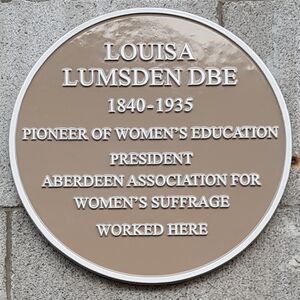 LOUISA
LUMSDEN DBE
1840-1935
PIONEER OF WOMEN'S EDUCATION
PRESIDENT
ABERDEEN ASSOCIATION FOR
WOMEN'S SUFFRAGE
WORKED HERE